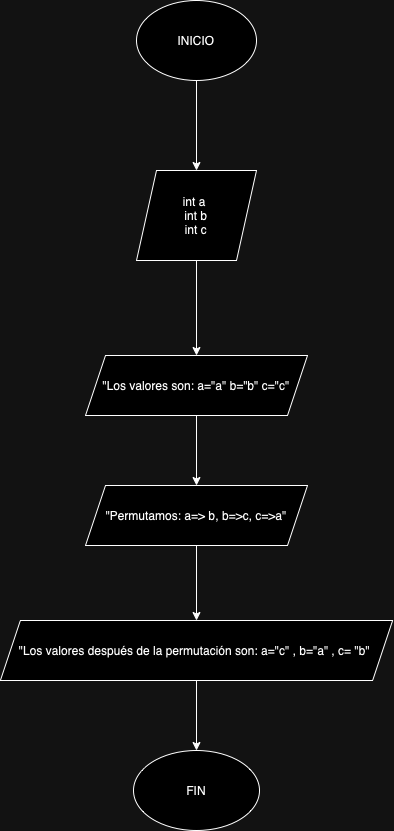 INICIO
int a
int b
int c
"Los valores son: a="a" b="b" c="c"
"Permutamos: a=> b, b=>c, c=>a"
"Los valores después de la permutación son: a="c" , b="a" , c= "b"
FIN